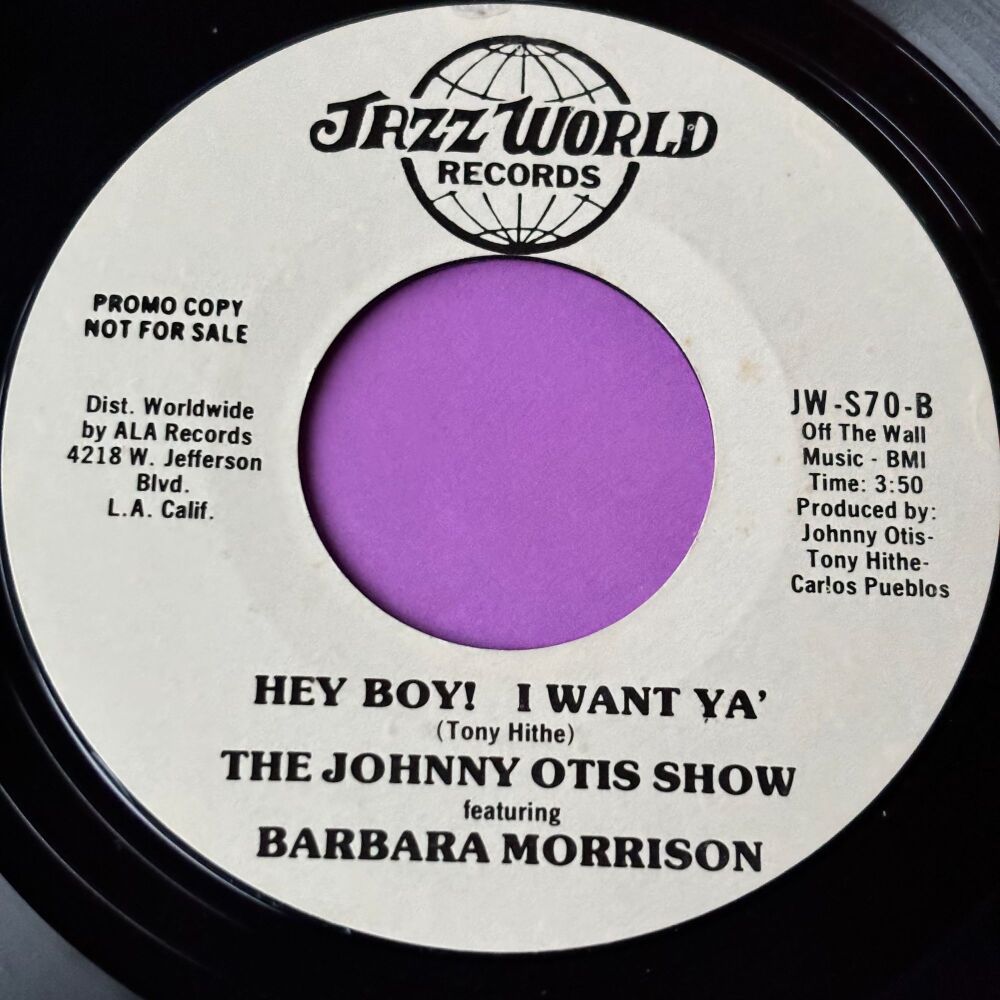 JAZZ WORLD
RECORDS
PROMO COPY
NOT FOR SALE
Dist. Worldwide
by ALA Records
4218 W. Jefferson
Blvd.
L.A. Calif.
JW-S70-B
Off The Wall
Music - BMI
Time: 3:50
Produced by:
Johnny Otis-
Tony Hithe-
Carlos Pueblos
HEY BOY! I WANT YA'
(Tony Hithe)
THE JOHNNY OTIS SHOW
featuring
BARBARA MORRISON